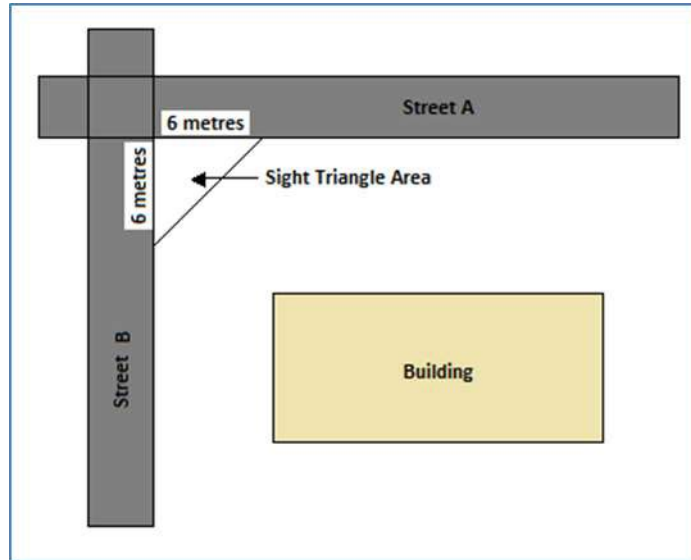 Street A
6 metres
6 metres
Sight Triangle Area
Street B
Building